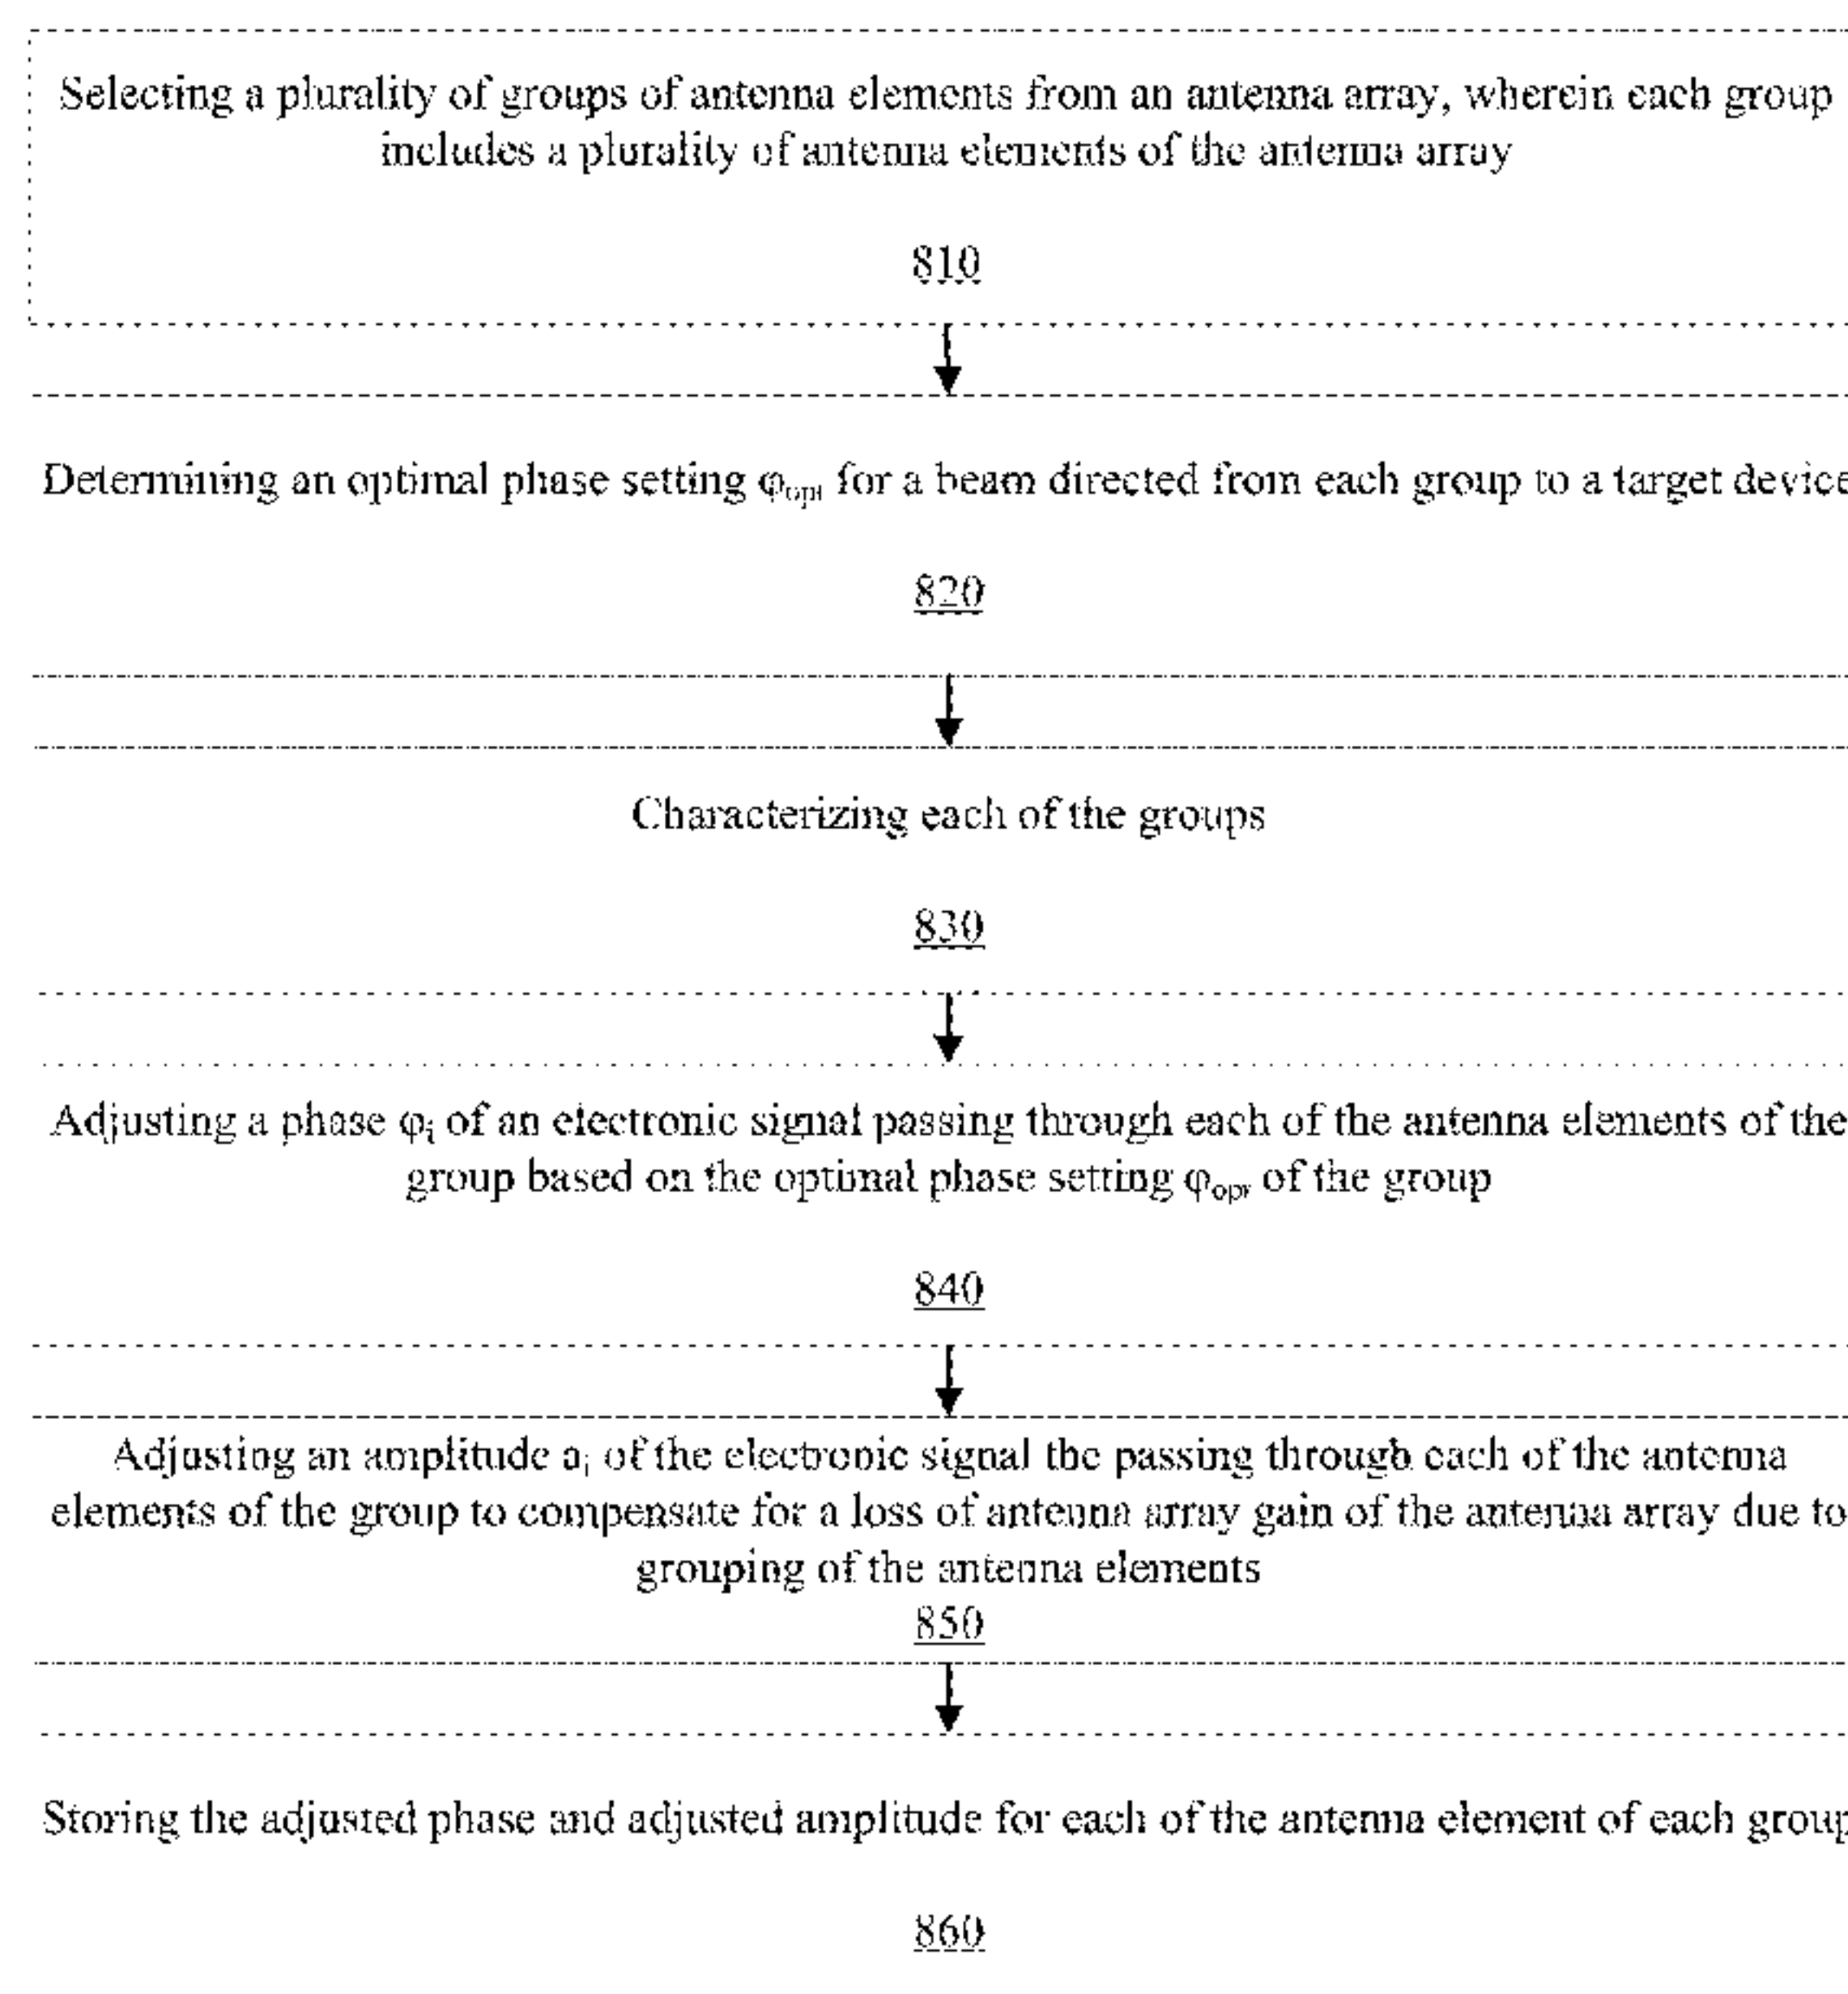 Selecting a plurality of groups of antenna elements from an antenna array, wherein each group
includes a plurality of antenna elements of the antenna array
810
Determining an optimal phase setting φopt for a beam directed from each group to a target device
820
Characterizing each of the groups
830
Adjusting a phase φi of an electronic signal passing through each of the antenna elements of the
group based on the optimal phase setting φopt of the group
840
Adjusting an amplitude ai of the electronic signal the passing through each of the antenna
elements of the group to compensate for a loss of antenna array gain of the antenna array due to
grouping of the antenna elements
850
Storing the adjusted phase and adjusted amplitude for each of the antenna element of each group
860